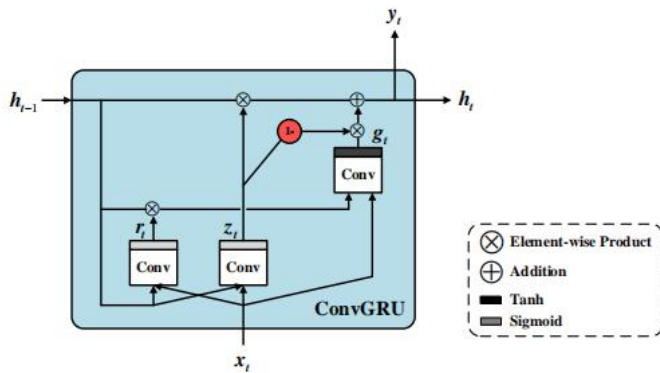 y_t
h_{t-1}
h_t
1-
g_t
Conv
r_t
z_t
Conv
Conv
ConvGRU
x_t
Element-wise Product
Addition
Tanh
Sigmoid